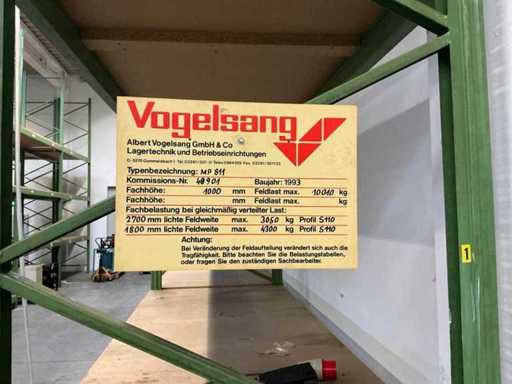 Vogelsang
Albert Vogelsang GmbH & Co
Lagertechnik und Betriebseinrichtungen
Typenbezeichnung: MP S11
Kommissions-Nr. 48901 Baujahr: 1993
Fachhöhe: 1000 mm Feldlast max. 10010 kg
Fachhöhe: mm Feldlast max. kg
Fachbelastung bei gleichmäßig verteilter Last:
2700 mm lichte Feldweite max. 3050 kg Profil S110
1800 mm lichte Feldweite max. 4300 kg Profil S110
Achtung:
Bei Veränderung der Feldaufteilung verändert sich auch die
Tragfähigkeit. Bitte beachten Sie die Belastungstabellen,
oder fragen Sie den zuständigen Sachbearbeiter.
1